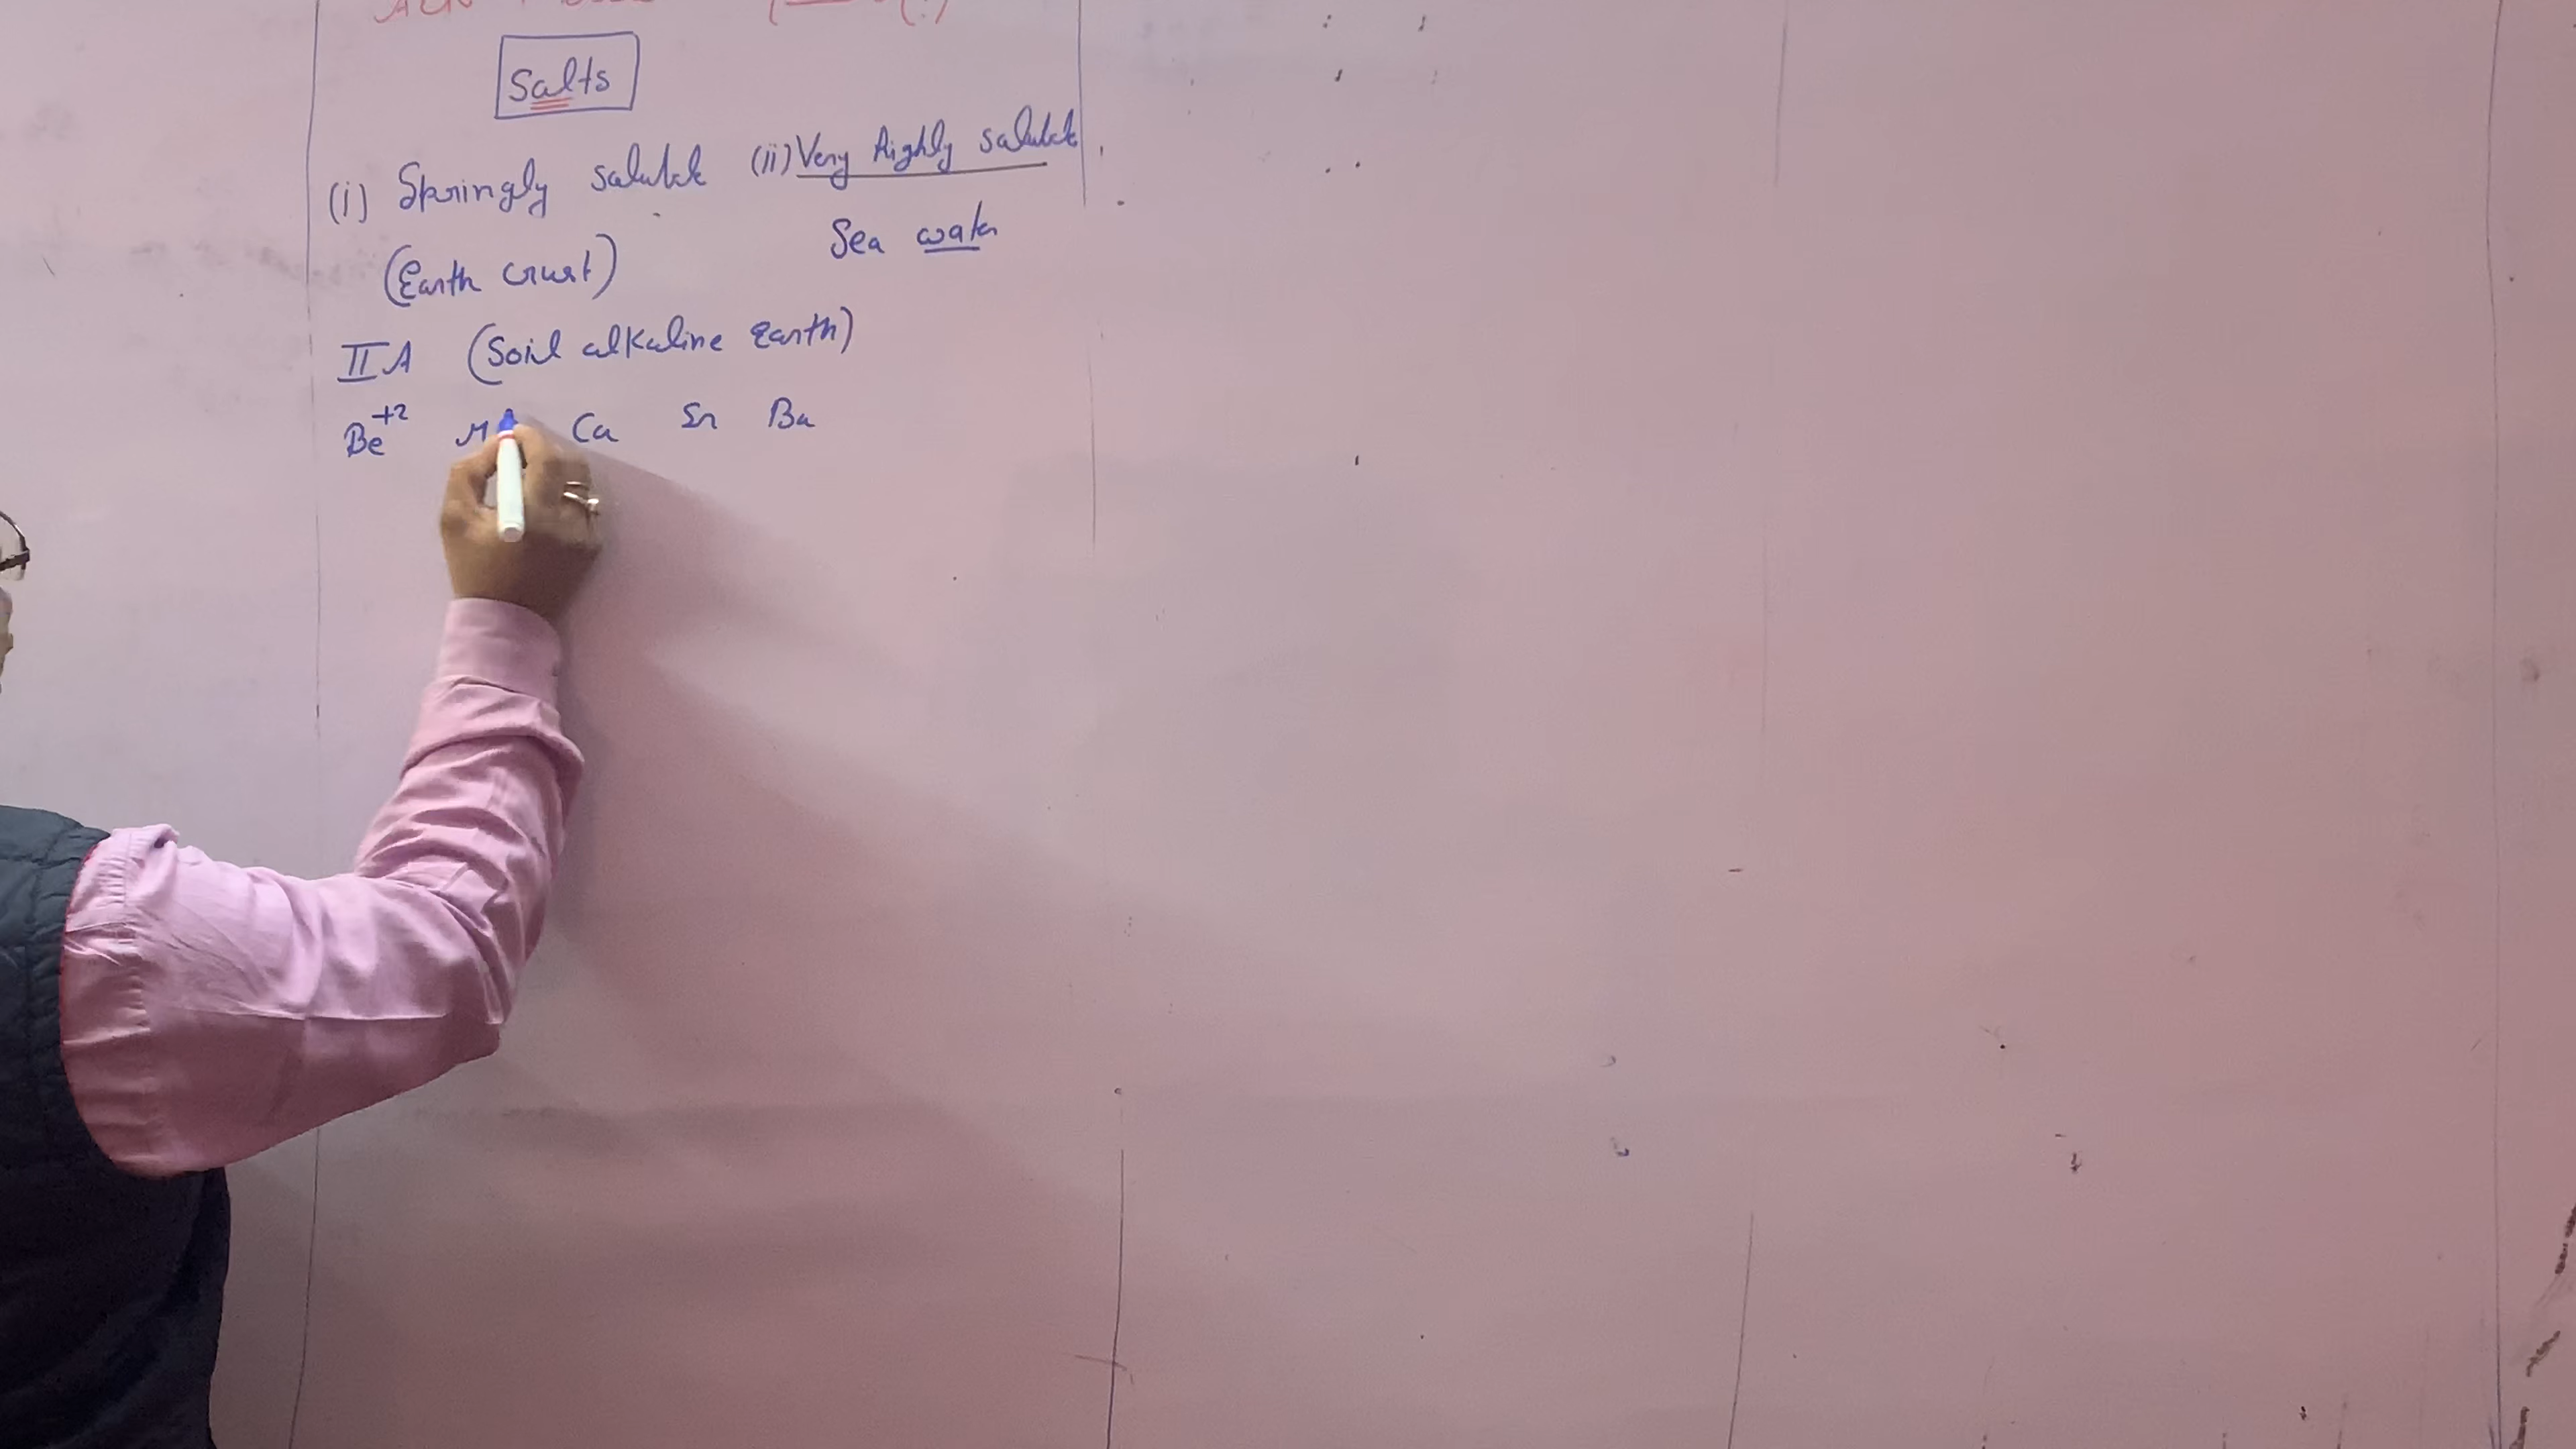 Salts
(i) Sparingly soluble (ii) Very highly soluble
(Earth crust) Sea water
IIA (Soil alkaline earth)
Be+2 M Ca Sr Ba